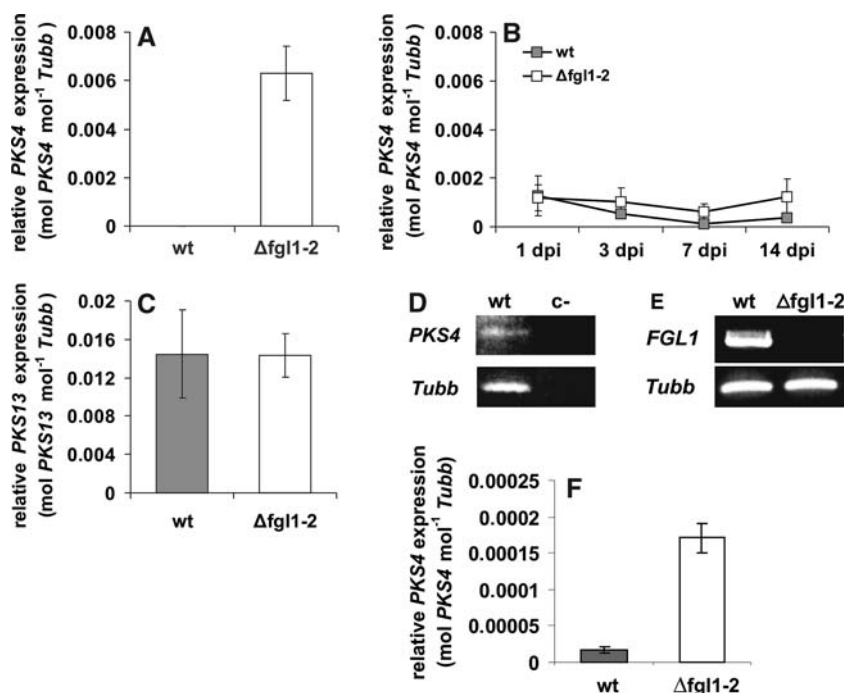 A
relative PKS4 expression
(mol PKS4 mol⁻¹ Tubb)
0.008
0.006
0.004
0.002
0
wt
Δfgl1-2
B
relative PKS4 expression
(mol PKS4 mol⁻¹ Tubb)
0.008
0.006
0.004
0.002
0
wt
Δfgl1-2
1 dpi
3 dpi
7 dpi
14 dpi
C
relative PKS13 expression
(mol PKS13 mol⁻¹ Tubb)
0.02
0.016
0.012
0.008
0.004
0
wt
Δfgl1-2
D
wt
c-
PKS4
Tubb
E
wt
Δfgl1-2
FGL1
Tubb
F
relative PKS4 expression
(mol PKS4 mol⁻¹ Tubb)
0.00025
0.0002
0.00015
0.0001
0.00005
0
wt
Δfgl1-2